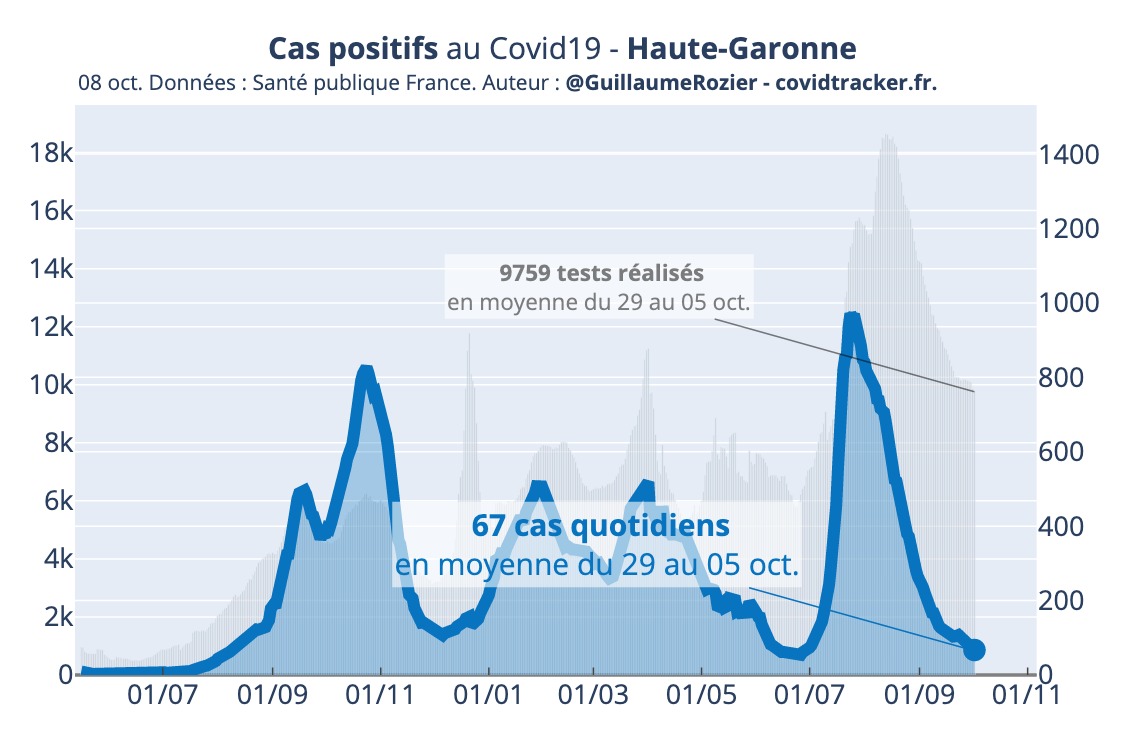 Cas positifs au Covid19 - Haute-Garonne
08 oct. Données : Santé publique France. Auteur : @GuillaumeRozier - covidtracker.fr.
18k
16k
14k
12k
10k
8k
6k
4k
2k
0
9759 tests réalisés
en moyenne du 29 au 05 oct.
67 cas quotidiens
en moyenne du 29 au 05 oct.
1400
1200
1000
800
600
400
200
0
01/07 01/09 01/11 01/01 01/03 01/05 01/07 01/09 01/11